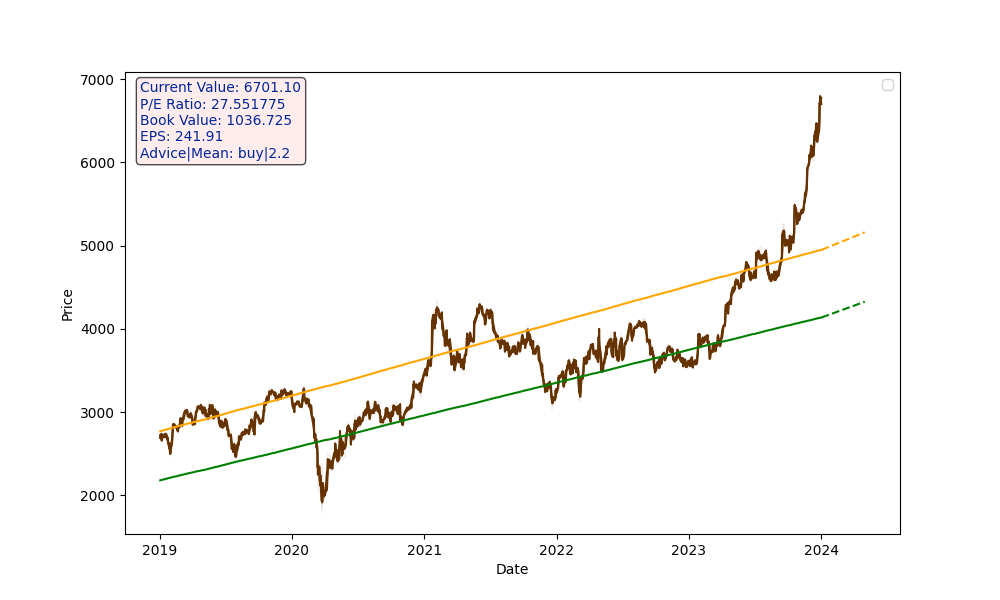 Current Value: 6701.10
P/E Ratio: 27.551775
Book Value: 1036.725
EPS: 241.91
Advice|Mean: buy|2.2
7000
6000
5000
4000
3000
2000
Price
2019 2020 2021 2022 2023 2024
Date